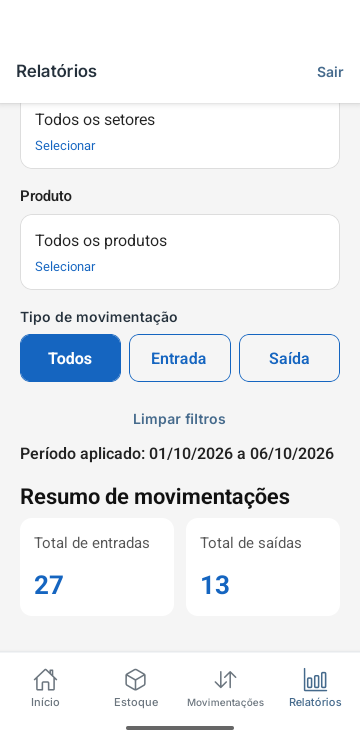 Relatórios
Sair
Todos os setores
Selecionar
Produto
Todos os produtos
Selecionar
Tipo de movimentação
Todos
Entrada
Saída
Limpar filtros
Período aplicado: 01/10/2026 a 06/10/2026
Resumo de movimentações
Total de entradas
Total de saídas
27
13
Início
Estoque
Movimentações
Relatórios